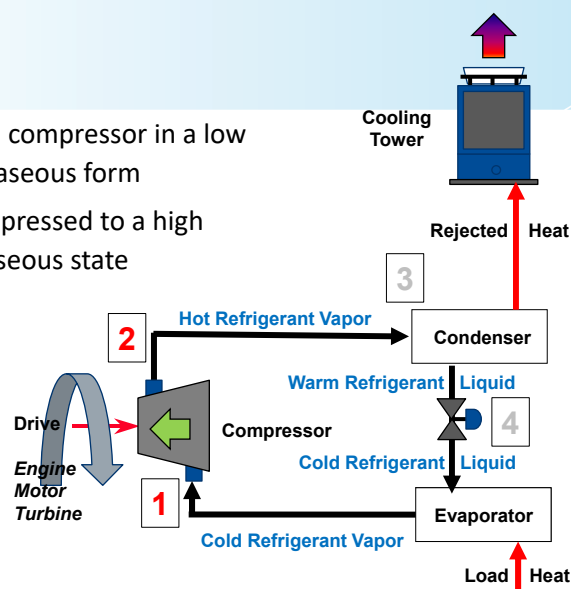 compressor in a low
aseous form
pressed to a high
seous state
Cooling
Tower
Rejected Heat
3
2
Hot Refrigerant Vapor
Condenser
Warm Refrigerant Liquid
Drive
Compressor
4
Engine
Motor
Turbine
Cold Refrigerant Liquid
1
Evaporator
Cold Refrigerant Vapor
Load Heat